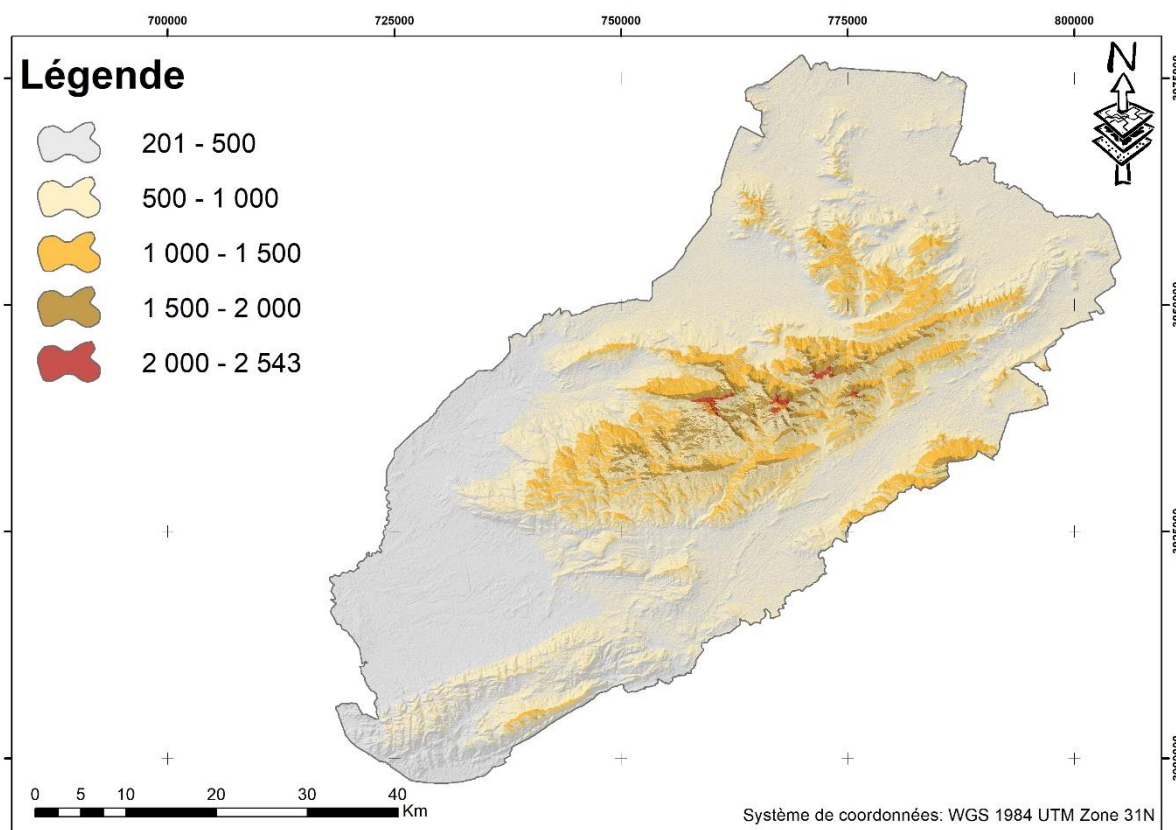 700000 725000 750000 775000 800000
Légende
N
201 - 500
500 - 1 000
1 000 - 1 500
1 500 - 2 000
2 000 - 2 543
0 5 10 20 30 40
Km
Système de coordonnées: WGS 1984 UTM Zone 31N